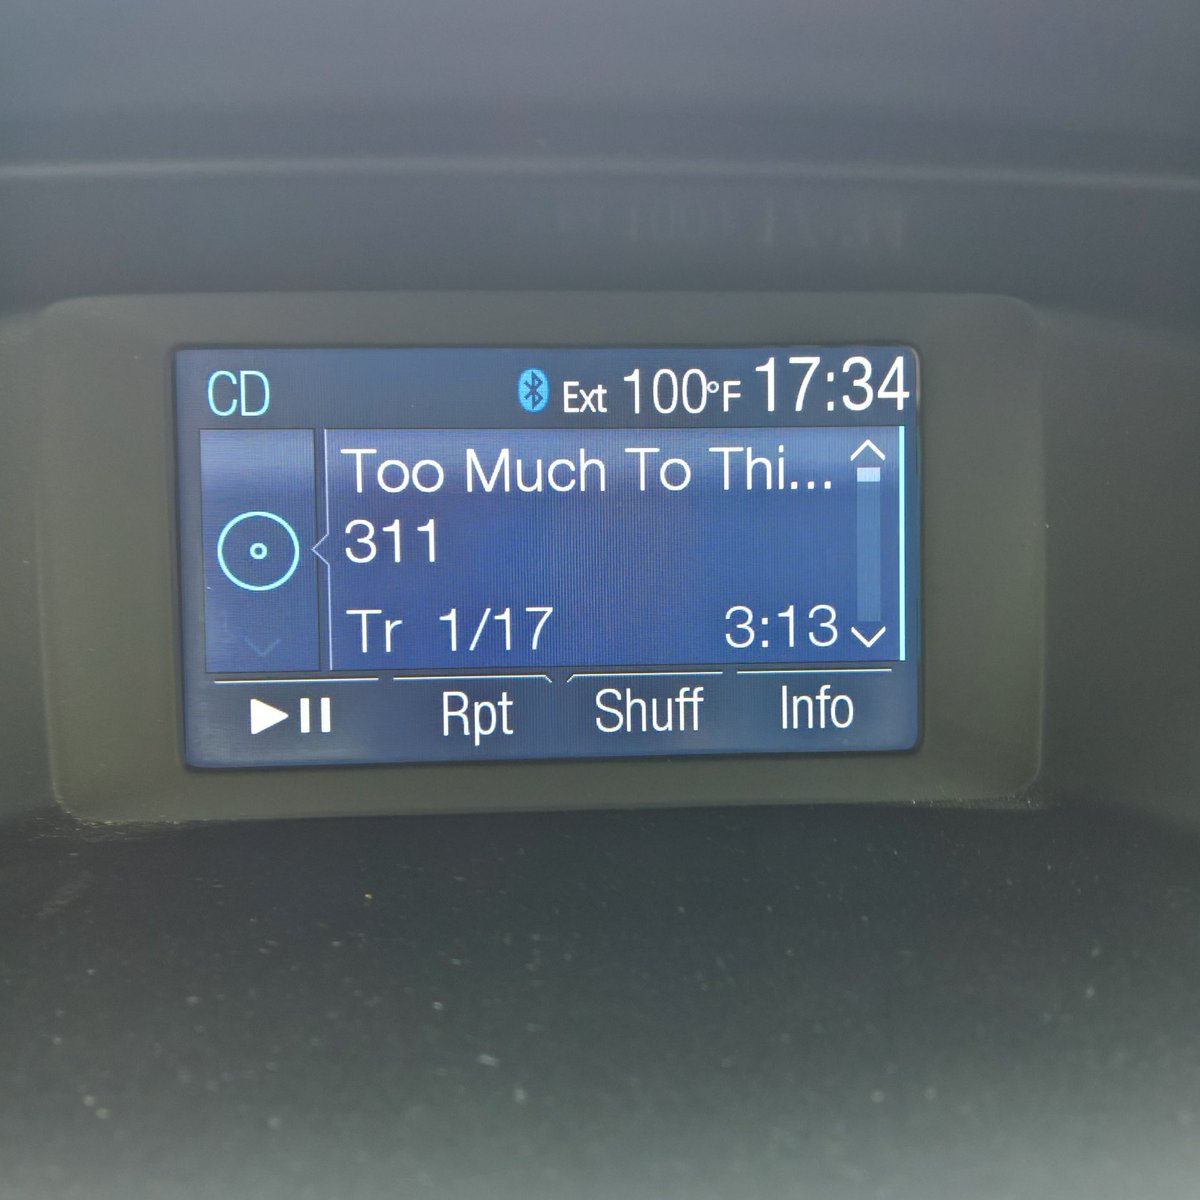 CD Ext 100°F 17:34
Too Much To Thi...
311
Tr 1/17 3:13
Rpt Shuff Info